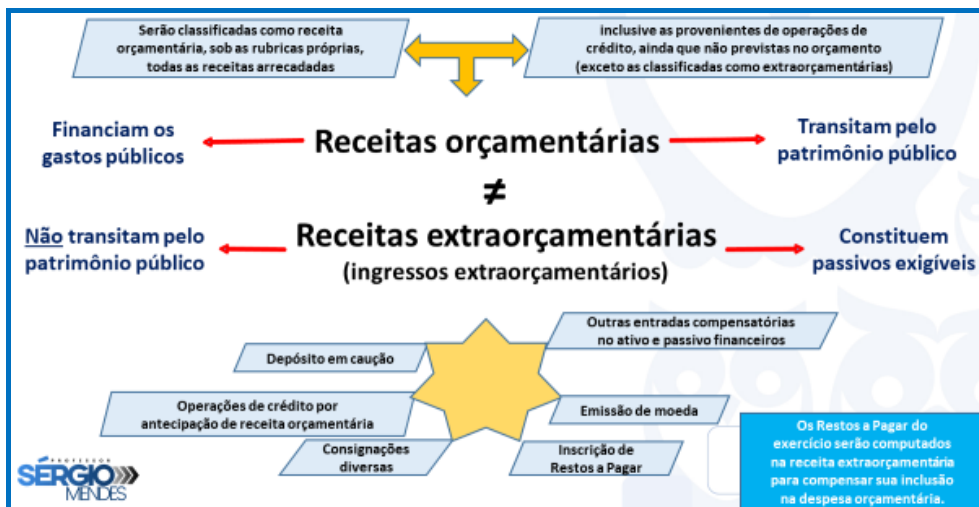 Serão classificadas como receita
orçamentária, sob as rubricas próprias,
todas as receitas arrecadadas
inclusive as provenientes de operações de
crédito, ainda que não previstas no orçamento
(exceto as classificadas como extraorçamentárias)
Financiam os
gastos públicos
Receitas orçamentárias
Transitam pelo
patrimônio público
≠
Não transitam pelo
patrimônio público
Receitas extraorçamentárias
(ingressos extraorçamentários)
Constituem
passivos exigíveis
Outras entradas compensatórias
no ativo e passivo financeiros
Depósito em caução
Operações de crédito por
antecipação de receita orçamentária
Emissão de moeda
Consignações
diversas
Inscrição de
Restos a Pagar
Os Restos a Pagar do
exercício serão computados
na receita extraorçamentária
para compensar sua inclusão
na despesa orçamentária.
PROFESSOR
SÉRGIO
MENDES